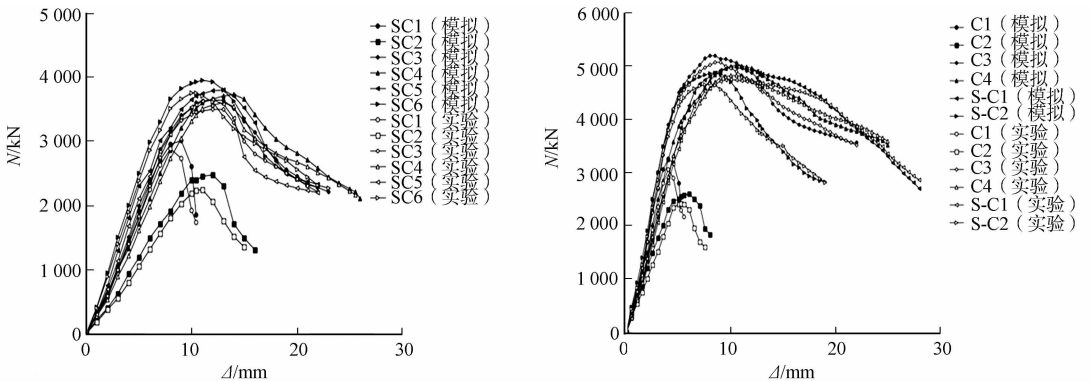 5 000
4 000
3 000
2 000
1 000
0
N/kN
0
10
20
30
Δ/mm
SC1（模拟）
SC2（模拟）
SC3（模拟）
SC4（模拟）
SC5（模拟）
SC6（模拟）
SC1（实验）
SC2（实验）
SC3（实验）
SC4（实验）
SC5（实验）
SC6（实验）
6 000
5 000
4 000
3 000
2 000
1 000
0
N/kN
0
10
20
30
Δ/mm
C1（模拟）
C2（模拟）
C3（模拟）
C4（模拟）
S-C1（模拟）
S-C2（模拟）
C1（实验）
C2（实验）
C3（实验）
C4（实验）
S-C1（实验）
S-C2（实验）